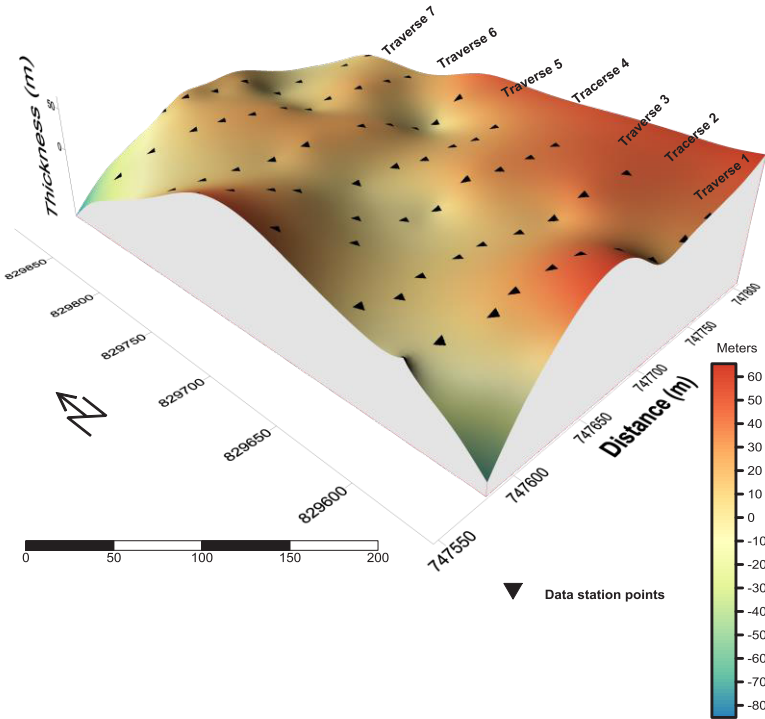 Traverse 7
Traverse 6
Traverse 5
Tracerse 4
Traverse 3
Tracerse 2
Traverse 1
Thickness (m)
50
0
829850
829800
829750
829700
829650
829600
747800
747750
747700
747650
747600
747550
Distance (m)
Meters
60
50
40
30
20
10
0
-10
-20
-30
-40
-50
-60
-70
-80
N
0 50 100 150 200
Data station points